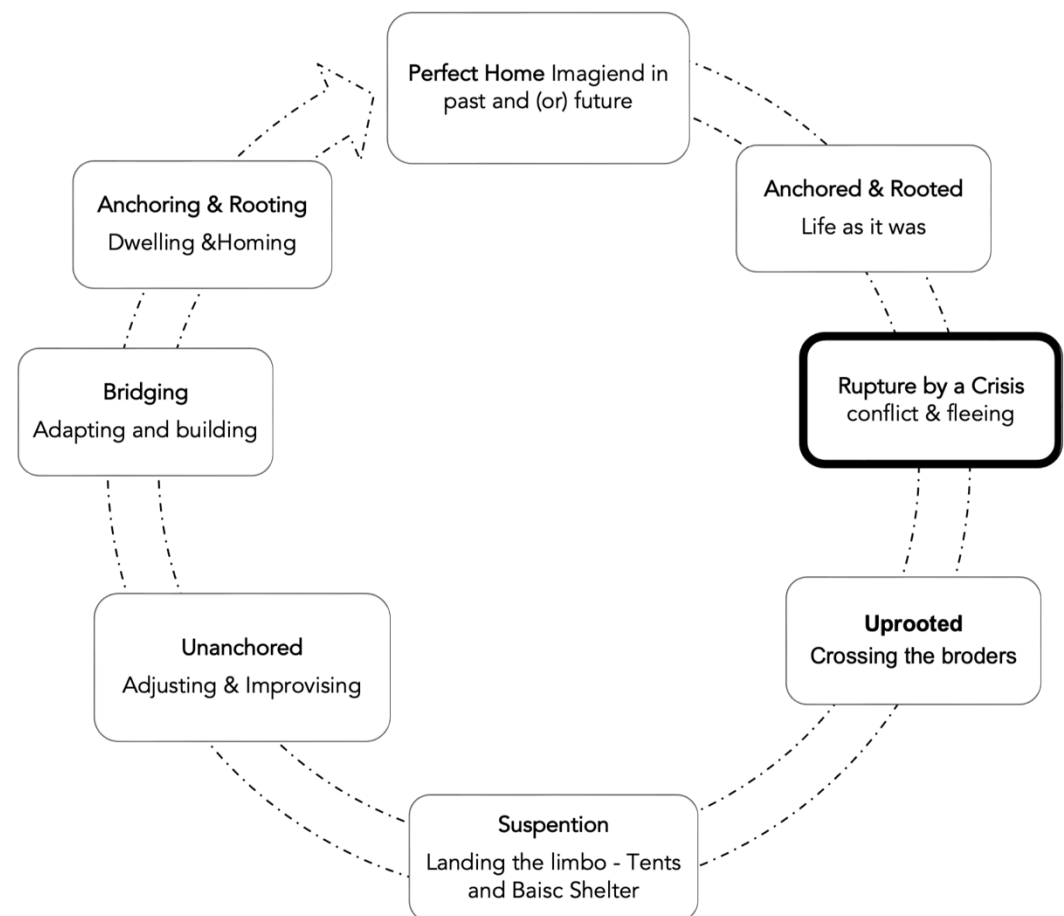 Perfect Home Imagiend in
past and (or) future
Anchored & Rooted
Life as it was
Rupture by a Crisis
conflict & fleeing
Uprooted
Crossing the broders
Suspention
Landing the limbo - Tents
and Baisc Shelter
Unanchored
Adjusting & Improvising
Bridging
Adapting and building
Anchoring & Rooting
Dwelling &Homing